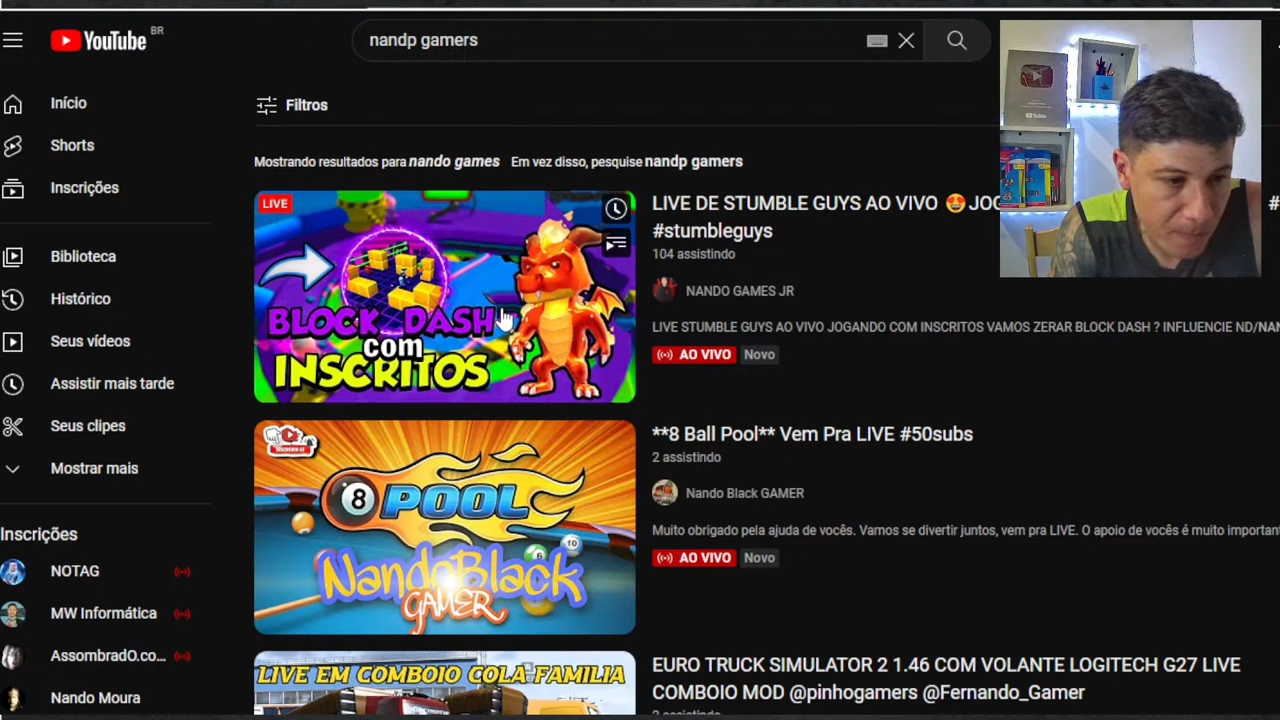 YouTube BR
nandp gamers
Início
Shorts
Inscrições
Biblioteca
Histórico
Seus vídeos
Assistir mais tarde
Seus clipes
Mostrar mais
Inscrições
NOTAG
MW Informática
AssombradO.co...
Nando Moura
Filtros
Mostrando resultados para nando games Em vez disso, pesquise nandp gamers
LIVE
BLOCK DASH
com
INSCRITOS
LIVE DE STUMBLE GUYS AO VIVO 🤩JOG #
#stumbleguys
104 assistindo
NANDO GAMES JR
LIVE STUMBLE GUYS AO VIVO JOGANDO COM INSCRITOS VAMOS ZERAR BLOCK DASH ? INFLUENCIE ND/NAN
AO VIVO Novo
8 POOL
NandoBlack
GAMER
10
6
**8 Ball Pool** Vem Pra LIVE #50subs
2 assistindo
Nando Black GAMER
Muito obrigado pela ajuda de vocês. Vamos se divertir juntos, vem pra LIVE. O apoio de vocês é muito importan
AO VIVO Novo
LIVE EM COMBOIO COLA FAMILIA
EURO TRUCK SIMULATOR 2 1.46 COM VOLANTE LOGITECH G27 LIVE
COMBOIO MOD @pinhogamers @Fernando_Gamer
YouTube